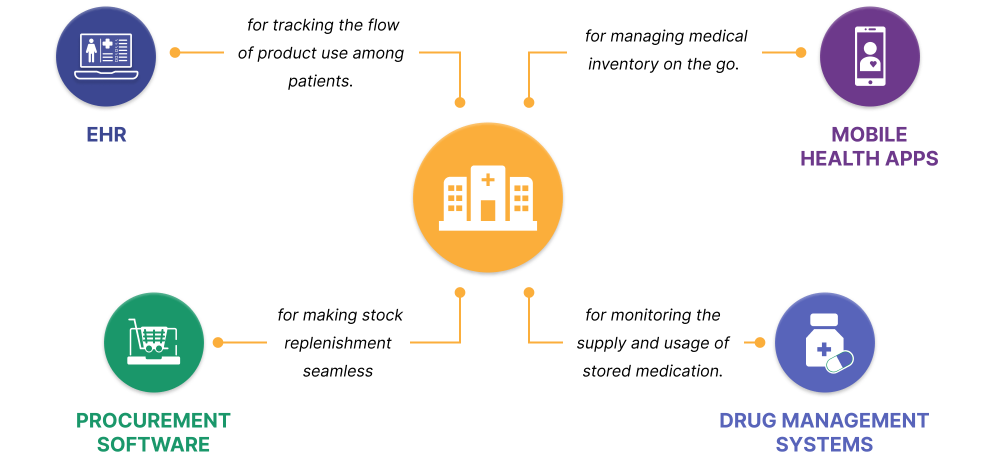 for tracking the flow
of product use among
patients.
EHR
for managing medical
inventory on the go.
MOBILE
HEALTH APPS
for making stock
replenishment
seamless
PROCUREMENT
SOFTWARE
for monitoring the
supply and usage of
stored medication.
DRUG MANAGEMENT
SYSTEMS